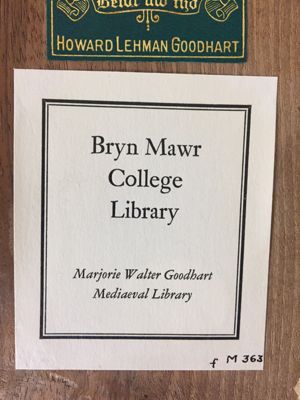 HOWARD LEHMAN GOODHART
Bryn Mawr
College
Library
Marjorie Walter Goodhart
Mediaeval Library
f M 363